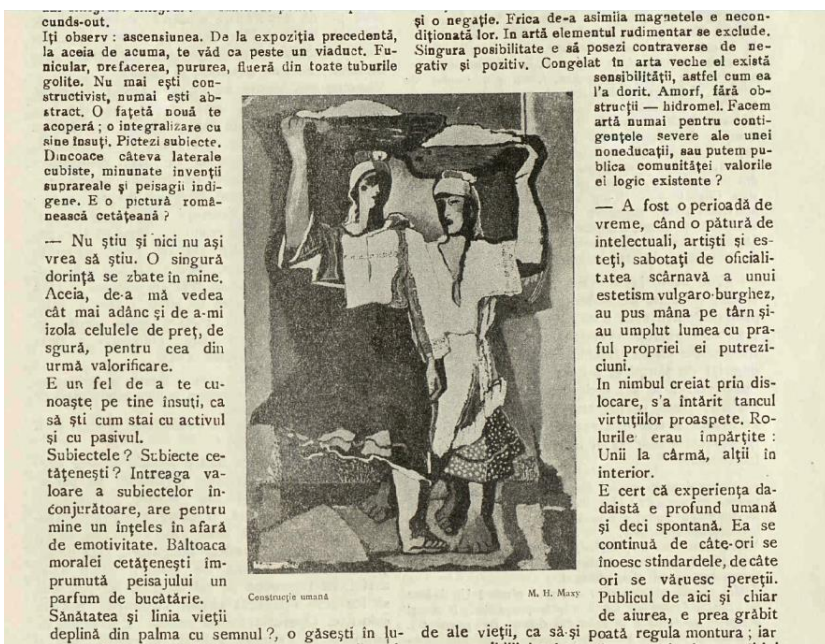 cunds-out.
Iți observ : ascensiunea. De la expoziția precedentă,
la aceia de acuma, te văd ca peste un viaduct. Fu-
nicular, prefacerea, pururea, flueră din toate tuburile
golite. Nu mai ești con-
structivist, numai ești ab-
stract. O fațetă nouă te
acoperă ; o integralizare cu
sine însuți. Pictezi subiecte.
Dincoace câteva laterale
cubiste, minunate invenții
suprareale și peisagii indi-
gene. E o pictură româ-
nească cetățeană ?
— Nu știu și nici nu ași
vrea să știu. O singură
dorință se zbate în mine.
Aceia, de-a mă vedea
cât mai adânc și de a-mi
izola celulele de preț, de
sgură, pentru cea din
urmă valorificare.
E un fel de a te cu-
noaște pe tine însuți, ca
să ști cum stai cu activul
și cu pasivul.
Subiectele ? Subiecte ce-
tățenești ? Intreaga va-
loare a subiectelor în-
conjurătoare, are pentru
mine un înțeles în afară
de emotivitate. Băltoaca
moralei cetățenești îm-
prumută peisajului un
parfum de bucătărie.
Sănătatea și linia vieții
deplină din palma cu semnul ?, o găsești în lu-
Construcție umană
M. H. Maxy
și o negație. Frica de-a asimila magnetele e necon-
diționată lor. In artă elementul rudimentar se exclude.
Singura posibilitate e să posezi contraverse de ne-
gativ și pozitiv. Congelat în arta veche el există
sensibilității, astfel cum ea
l'a dorit. Amorf, fără ob-
strucții — hidromel. Facem
artă numai pentru conti-
gențele severe ale unei
noneducații, sau putem pu-
blica comunităței valorile
ei logic existente ?
— A fost o perioadă de
vreme, când o pătură de
intelectuali, artiști și es-
teți, sabotați de oficiali-
tatea scârnavă a unui
estetism vulgaro-burghez,
au pus mâna pe târn și-
au umplut lumea cu pra-
ful propriei ei putrezi-
ciuni.
In nimbul creiat prin dis-
locare, s'a întărit tancul
virtuților proaspete. Ro-
lurile erau împărțite :
Unii la cârmă, alții în
interior.
E cert că experiența da-
daistă e profund umană
și deci spontană. Ea se
continuă de câte-ori se
înoesc stindardele, de câte
ori se văruesc pereții.
Publicul de aici și chiar
de aiurea, e prea grăbit
de ale vieții, ca să-și poată regula monturea ; iar